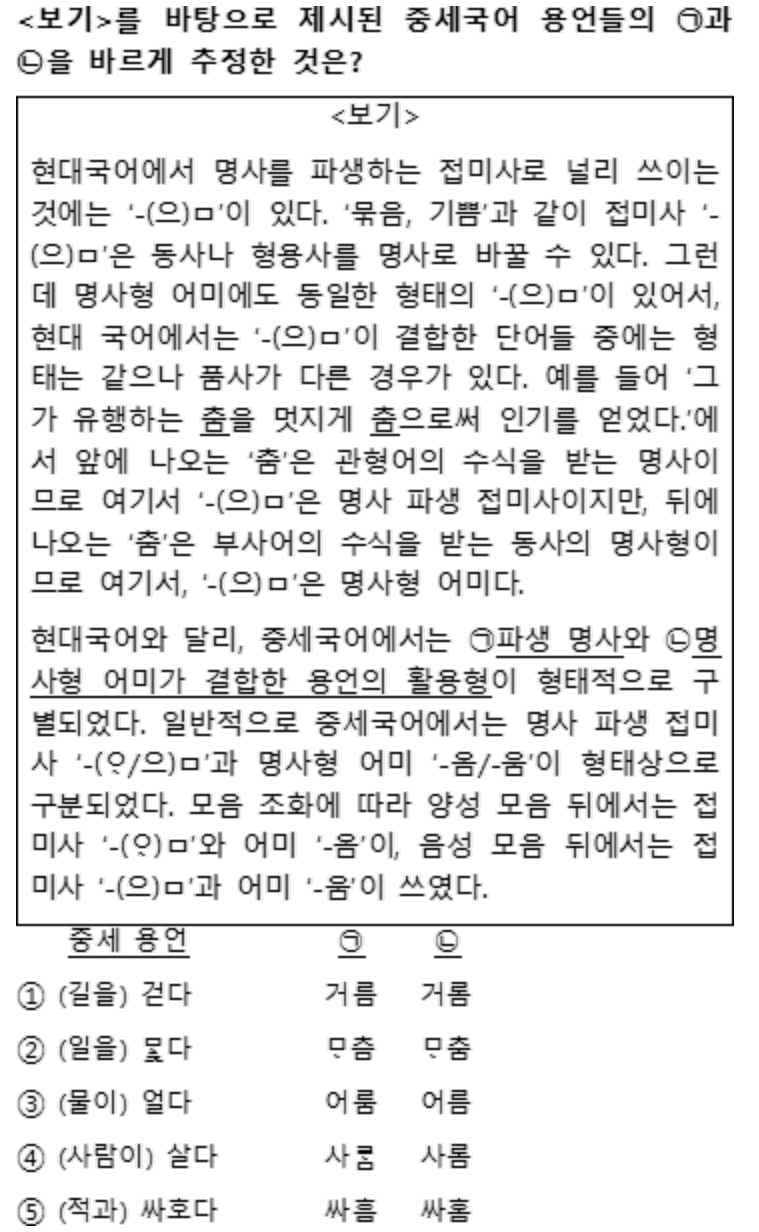 <보기>를 바탕으로 제시된 중세국어 용언들의 ㉠과
㉡을 바르게 추정한 것은?
<보기>
현대국어에서 명사를 파생하는 접미사로 널리 쓰이는
것에는 ‘-(으)ㅁ’이 있다. ‘묶음, 기쁨’과 같이 접미사 ‘-
(으)ㅁ’은 동사나 형용사를 명사로 바꿀 수 있다. 그런
데 명사형 어미에도 동일한 형태의 ‘-(으)ㅁ’이 있어서,
현대 국어에서는 ‘-(으)ㅁ’이 결합한 단어들 중에는 형
태는 같으나 품사가 다른 경우가 있다. 예를 들어 ‘그
가 유행하는 춤을 멋지게 춤으로써 인기를 얻었다.’에
서 앞에 나오는 ‘춤’은 관형어의 수식을 받는 명사이
므로 여기서 ‘-(으)ㅁ’은 명사 파생 접미사이지만, 뒤에
나오는 ‘춤’은 부사어의 수식을 받는 동사의 명사형이
므로 여기서, ‘-(으)ㅁ’은 명사형 어미다.
현대국어와 달리, 중세국어에서는 ㉠파생 명사와 ㉡명
사형 어미가 결합한 용언의 활용형이 형태적으로 구
별되었다. 일반적으로 중세국어에서는 명사 파생 접미
사 ‘-(ᄋᆞ/으)ㅁ’과 명사형 어미 ‘-옴/-움’이 형태상으로
구분되었다. 모음 조화에 따라 양성 모음 뒤에서는 접
미사 ‘-(ᄋᆞ)ㅁ’와 어미 ‘-옴’이, 음성 모음 뒤에서는 접
미사 ‘-(으)ㅁ’과 어미 ‘-움’이 쓰였다.
중세 용언 ㉠ ㉡
① (길을) 걷다 거름 거롬
② (일을) ᄆᆞᆾ다 ᄆᆞ츰 ᄆᆞ춤
③ (물이) 얼다 어룸 어름
④ (사람이) 살다 사ᄅᆞᆷ 사롬
⑤ (적과) 싸호다 싸흠 싸홈